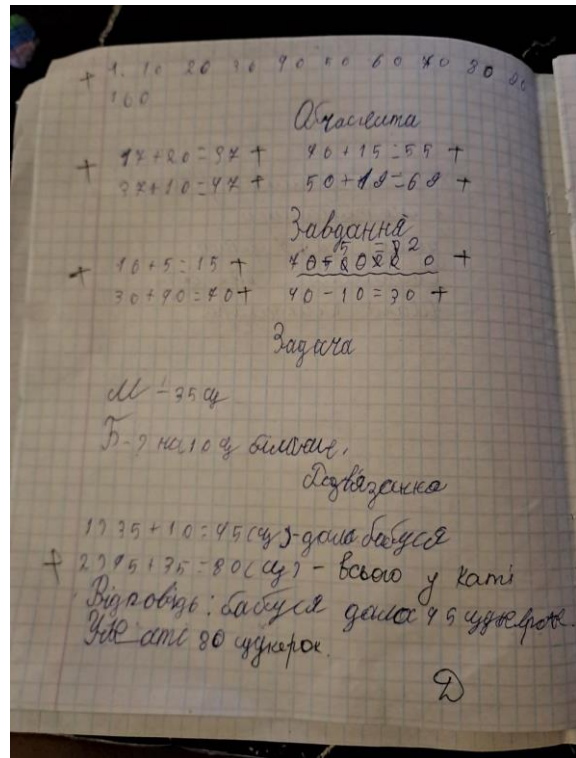 + 1. 10 20 30 40 50 60 70 80 90
100
Обчислити
+ 17+20=37 + 40+15=55 +
37+10=47 + 50+19=69 +
Завдання
+ 10+5=15 +
30+40=70+ 40-10=30 +
Задача
М - 35 ц
Б - ? на 10 ц більше.
Розв'язання
1) 35+10=45 (ц) - дала бабуся
+ 2) 45+35=80 (ц) - всього у Каті
Відповідь: бабуся дала 45 цукерок.
У Каті 80 цукерок.
Д